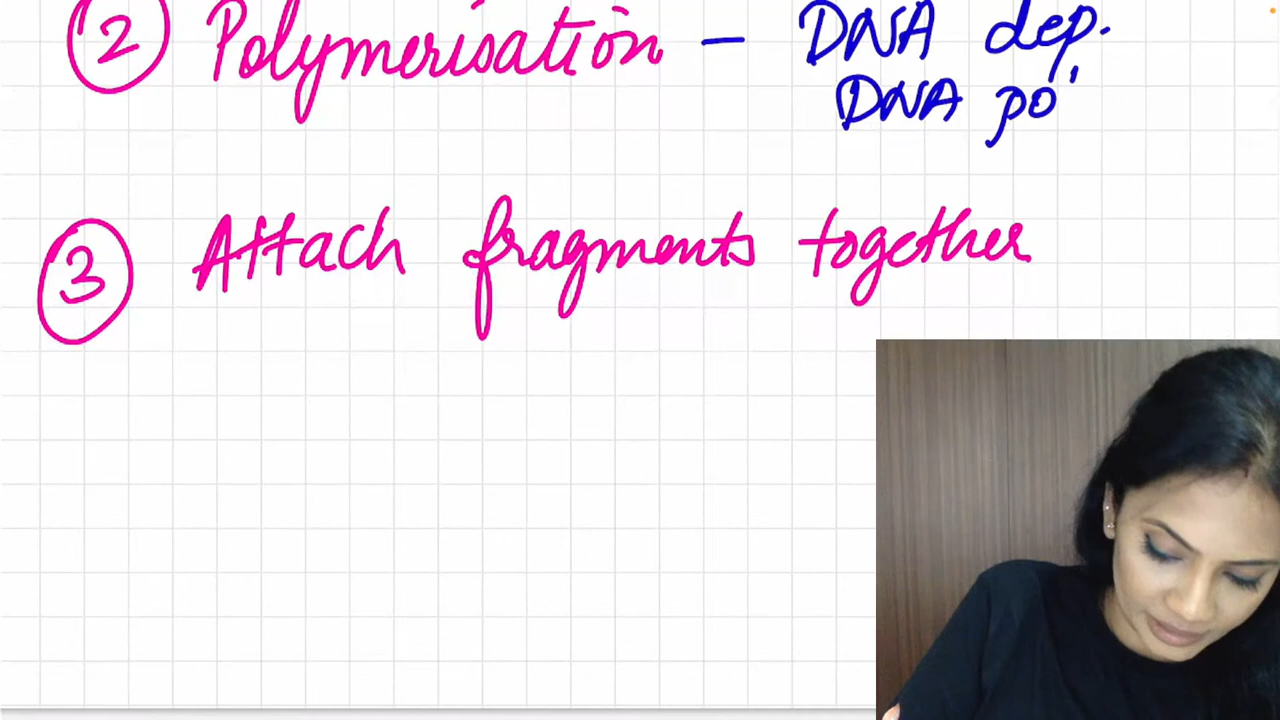 2 Polymerisation - DNA dep.
DNA po'
3 Attach fragments together